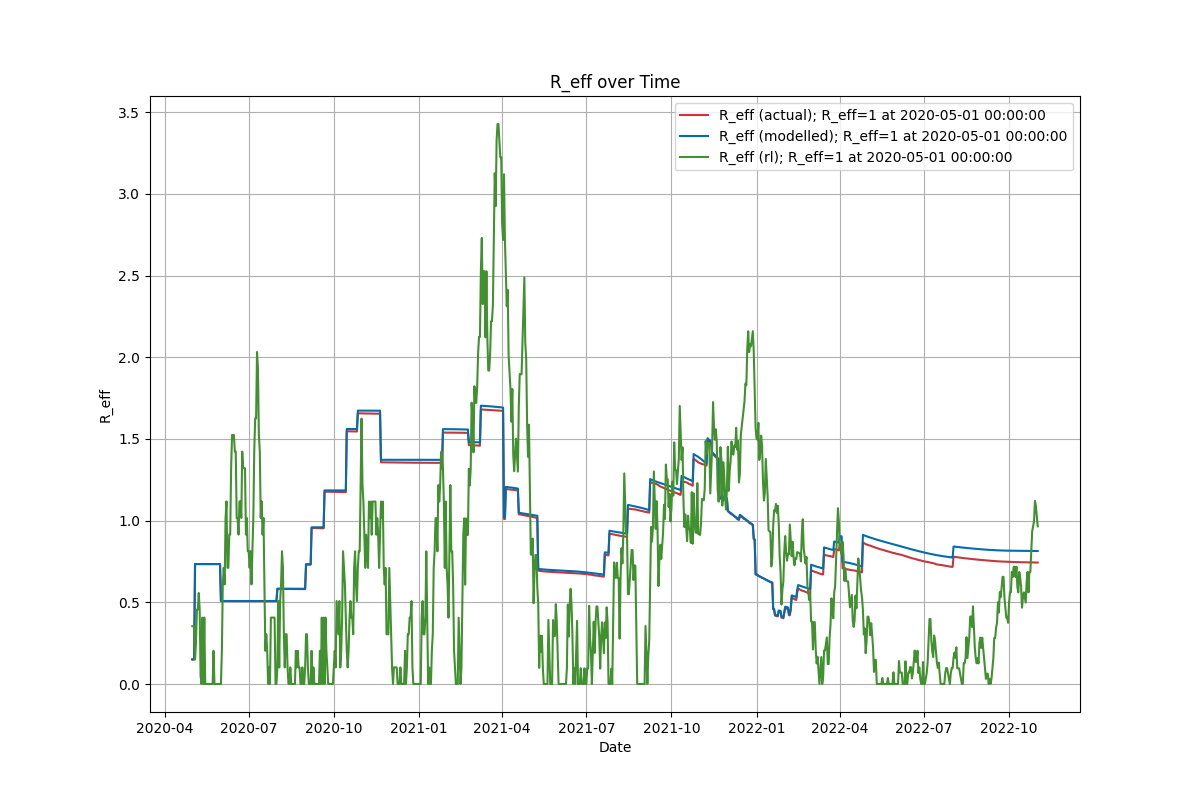 R_eff over Time
R_eff (actual); R_eff=1 at 2020-05-01 00:00:00
R_eff (modelled); R_eff=1 at 2020-05-01 00:00:00
R_eff (rl); R_eff=1 at 2020-05-01 00:00:00
3.5
3.0
2.5
2.0
1.5
1.0
0.5
0.0
R_eff
2020-04 2020-07 2020-10 2021-01 2021-04 2021-07 2021-10 2022-01 2022-04 2022-07 2022-10
Date